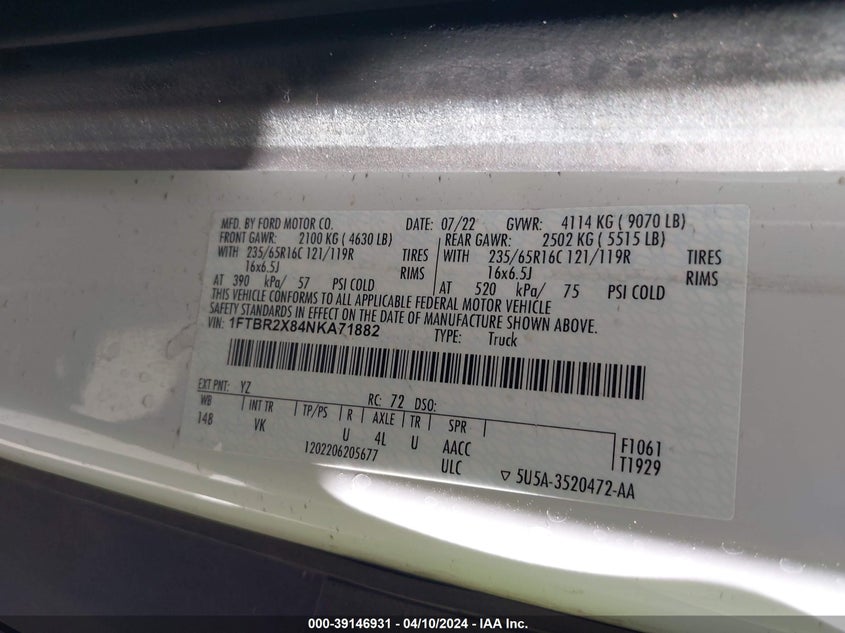 MFD. BY FORD MOTOR CO. DATE: 07/22 GVWR: 4114 KG ( 9070 LB)
FRONT GAWR: 2100 KG ( 4630 LB) REAR GAWR: 2502 KG ( 5515 LB)
WITH 235/65R16C 121/119R TIRES WITH 235/65R16C 121/119R TIRES
16x6.5J RIMS 16x6.5J RIMS
AT 390 kPa/ 57 PSI COLD AT 520 kPa/ 75 PSI COLD
THIS VEHICLE CONFORMS TO ALL APPLICABLE FEDERAL MOTOR VEHICLE
SAFETY STANDARDS IN EFFECT ON THE DATE OF MANUFACTURE SHOWN ABOVE.
VIN: 1FTBR2X84NKA71882 TYPE: Truck
EXT PNT: YZ RC: 72 DSO:
WB INT TR TP/PS R AXLE TR SPR
148 VK U 4L U AACC F1061
1202206205677 ULC T1929
▽ 5U5A-3520472-AA
000-39146931 - 04/10/2024 - IAA Inc.